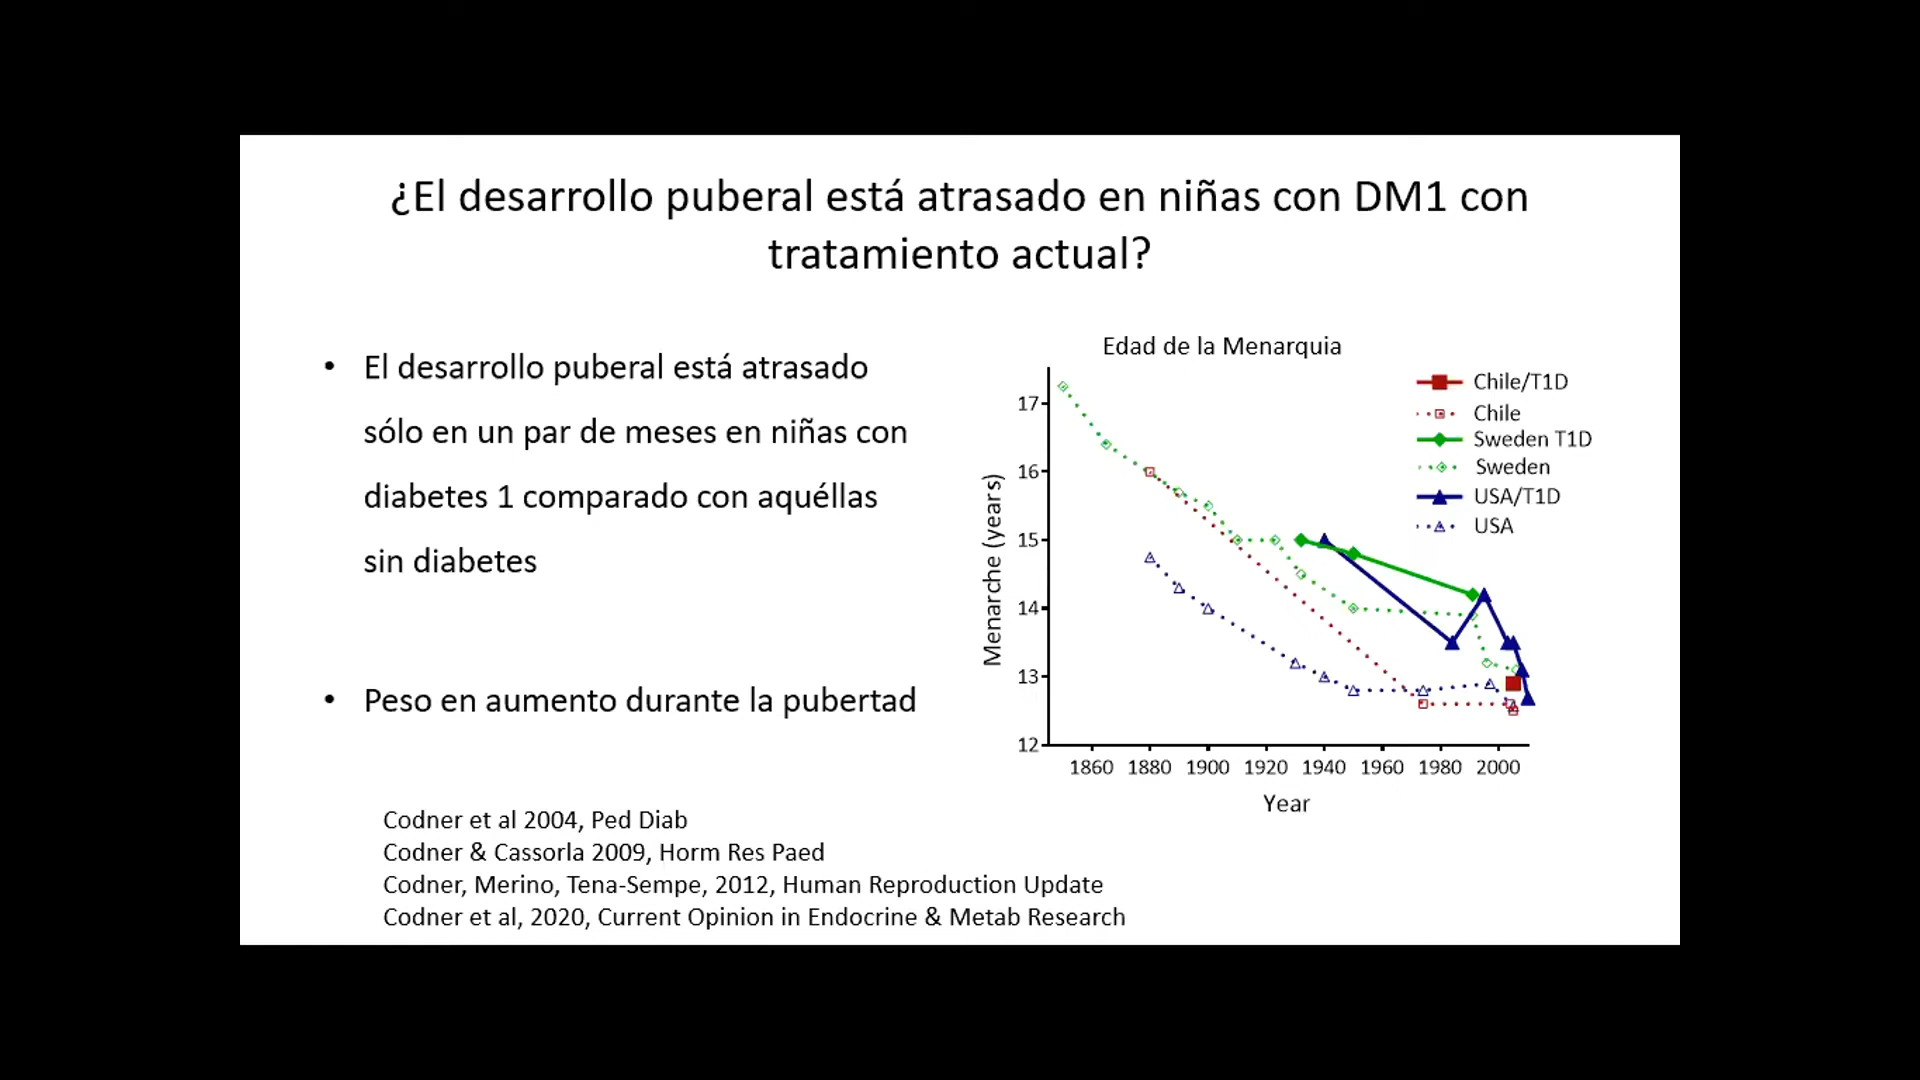 ¿El desarrollo puberal está atrasado en niñas con DM1 con
tratamiento actual?
• El desarrollo puberal está atrasado
sólo en un par de meses en niñas con
diabetes 1 comparado con aquéllas
sin diabetes
• Peso en aumento durante la pubertad
Edad de la Menarquia
Chile/T1D
Chile
Sweden T1D
Sweden
USA/T1D
USA
Menarche (years)
17
16
15
14
13
12
1860 1880 1900 1920 1940 1960 1980 2000
Year
Codner et al 2004, Ped Diab
Codner & Cassorla 2009, Horm Res Paed
Codner, Merino, Tena-Sempe, 2012, Human Reproduction Update
Codner et al, 2020, Current Opinion in Endocrine & Metab Research